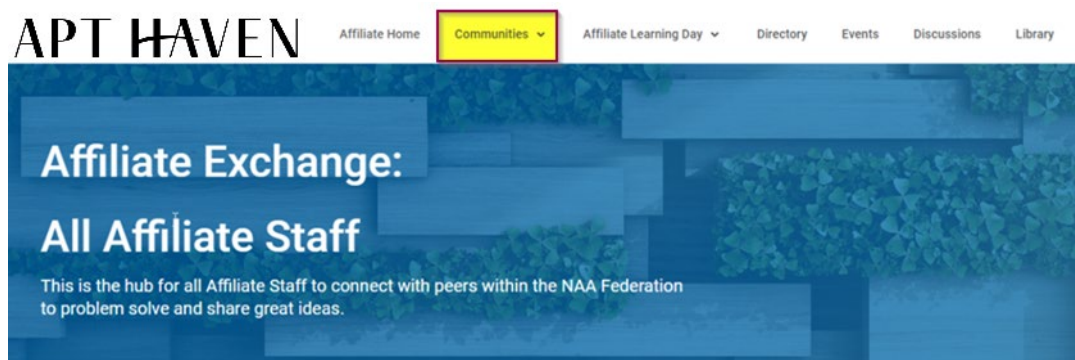 APT HAVEN
Affiliate Home Communities Affiliate Learning Day Directory Events Discussions Library
Affiliate Exchange:
All Affiliate Staff
This is the hub for all Affiliate Staff to connect with peers within the NAA Federation
to problem solve and share great ideas.